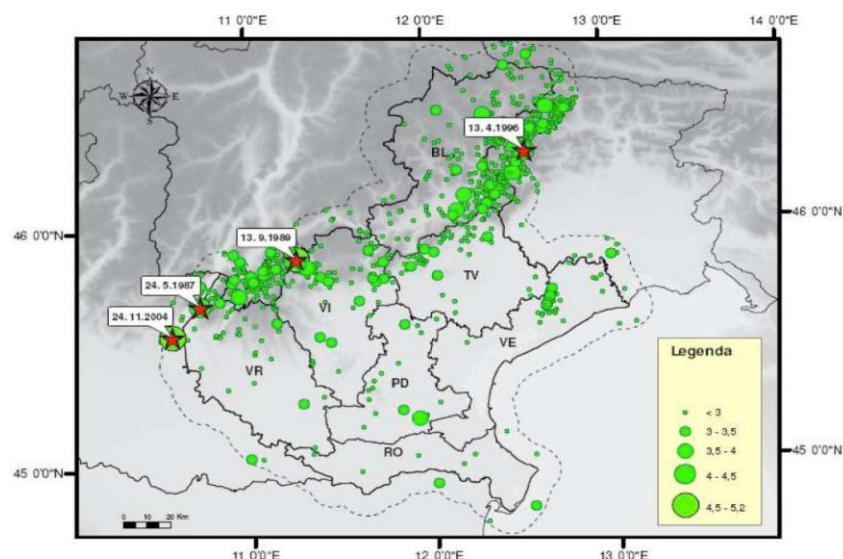 11 0'0"E 12 0'0"E 13 0'0"E 14 0'0"E
N
W E
S
13. 4.1996
BL
46 0'0"N 46 0'0"N
13. 9.1989
TV
24. 5.1987
VI
24. 11.2004
VE
Legenda
VR
PD
< 3
3 - 3,5
RO
3,5 - 4
45 0'0"N 45 0'0"N
4 - 4,5
4,5 - 5,2
0 10 20 Km
11 0'0"E 12 0'0"E 13 0'0"E